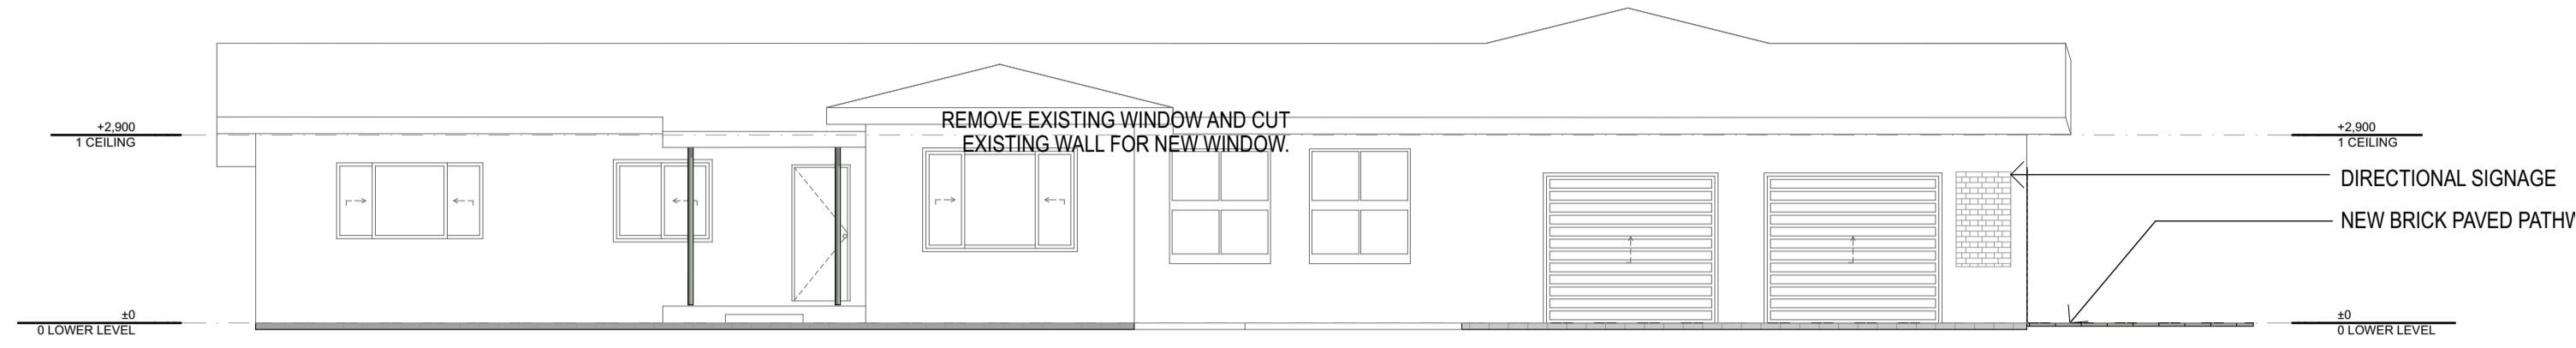 REMOVE EXISTING WINDOW AND CUT
EXISTING WALL FOR NEW WINDOW.
+2,900
1 CEILING
+2,900
1 CEILING
DIRECTIONAL SIGNAGE
NEW BRICK PAVED PATHW
±0
0 LOWER LEVEL
±0
0 LOWER LEVEL